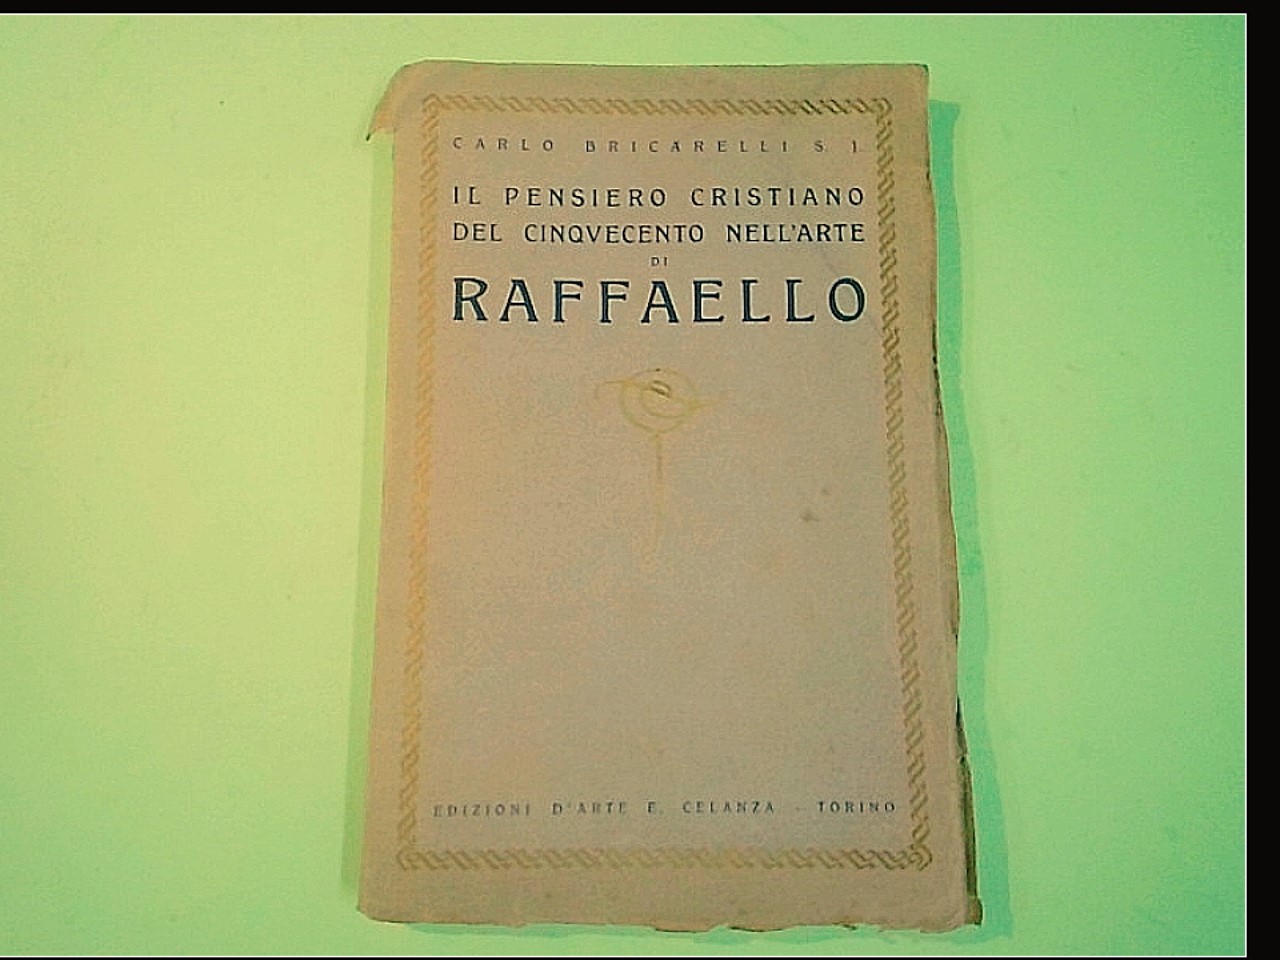 CARLO BRICARELLI S. J.
IL PENSIERO CRISTIANO
DEL CINQVECENTO NELL'ARTE
DI
RAFFAELLO
EDIZIONI D'ARTE E. CELANZA - TORINO